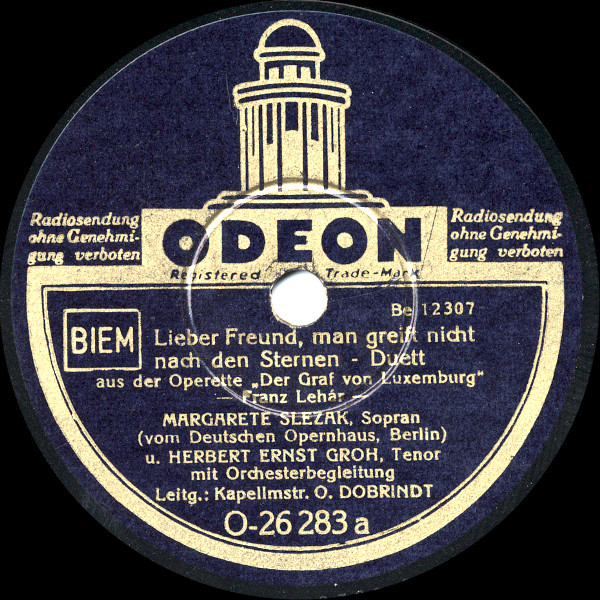 Radiosendung
ohne Genehmi-
gung verboten
ODEON
Registered Trade-Mark
Radiosendung
ohne Genehmi-
gung verboten
BIEM
Be 12307
Lieber Freund, man greift nicht
nach den Sternen - Duett
aus der Operette „Der Graf von Luxemburg"
— Franz Lehár —
MARGARETE SLEZAK, Sopran
(vom Deutschen Opernhaus, Berlin)
u. HERBERT ERNST GROH, Tenor
mit Orchesterbegleitung
Leitg.: Kapellmstr. O. DOBRINDT
O-26 283 a